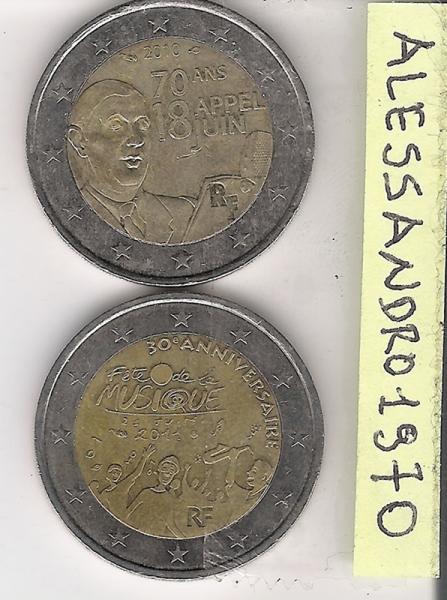 2010
70 ANS
18 APPEL
JUIN
RF
30e ANNIVERSAIRE
Fête de la
MUSIQUE
2011
RF
ALESSANDRO1970